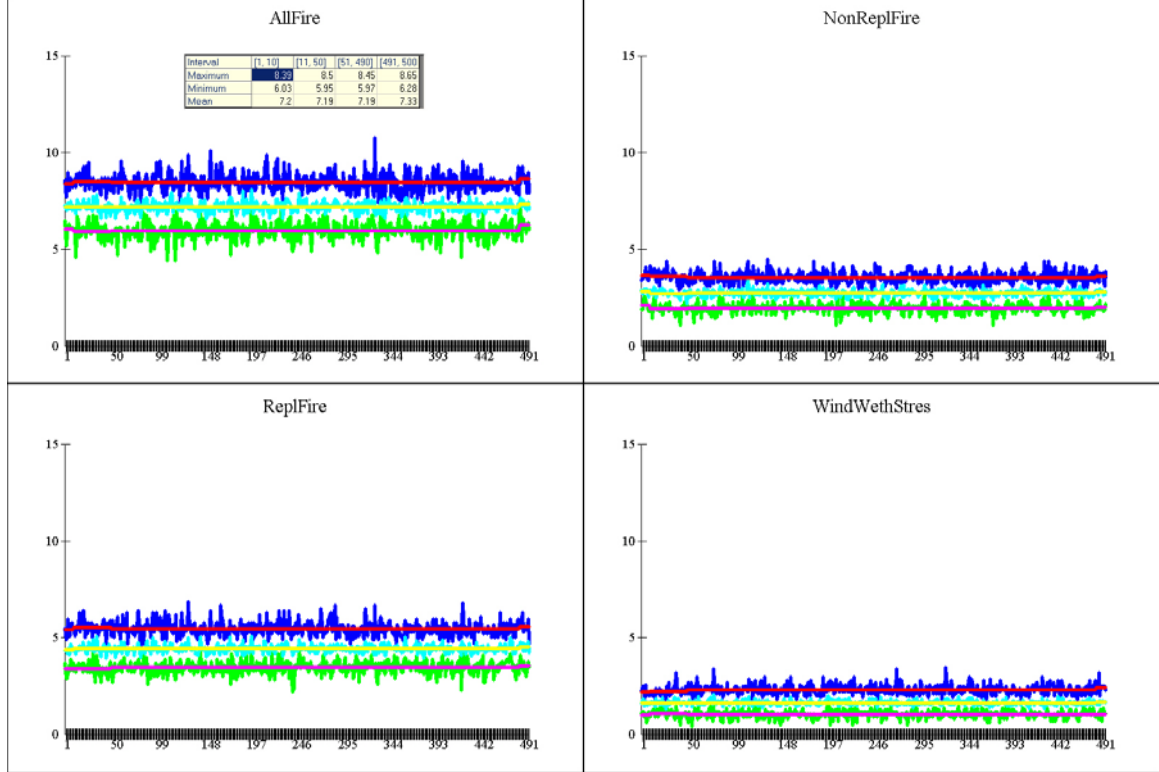 AllFire
15
Interval [1, 10] [11, 50] [51, 490] [491, 500
Maximum 8.39 8.5 8.45 8.65
Minimum 6.03 5.95 5.97 6.28
Mean 7.2 7.19 7.19 7.33
10
5
0
1 50 99 148 197 246 295 344 393 442 491
NonReplFire
15
10
5
0
1 50 99 148 197 246 295 344 393 442 491
ReplFire
15
10
5
0
1 50 99 148 197 246 295 344 393 442 491
WindWethStres
15
10
5
0
1 50 99 148 197 246 295 344 393 442 491